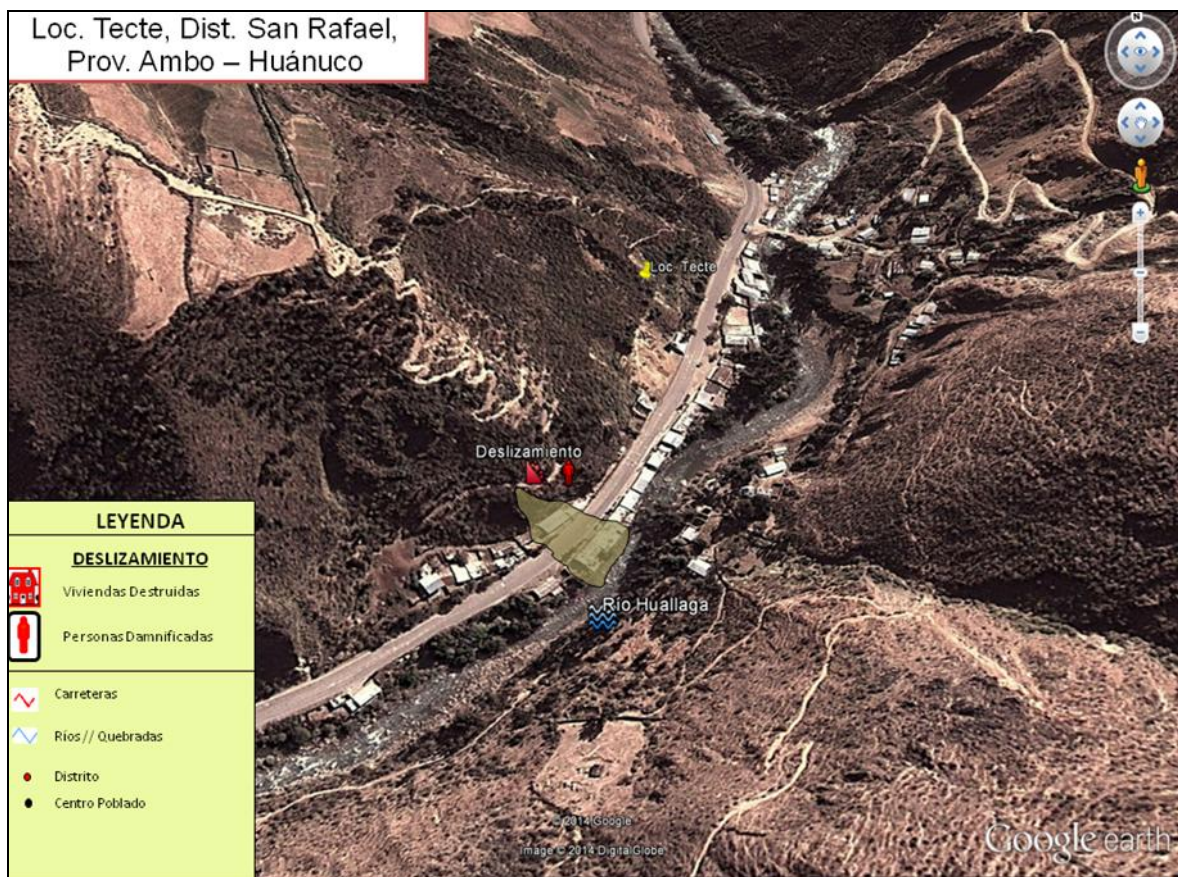 Loc. Tecte, Dist. San Rafael,
Prov. Ambo – Huánuco
N
Loc. Tecte
Deslizamiento
Río Huallaga
LEYENDA
DESLIZAMIENTO
Viviendas Destruidas
Personas Damnificadas
Carreteras
Ríos // Quebradas
Distrito
Centro Poblado
© 2014 Google
Image © 2014 DigitalGlobe
Google earth